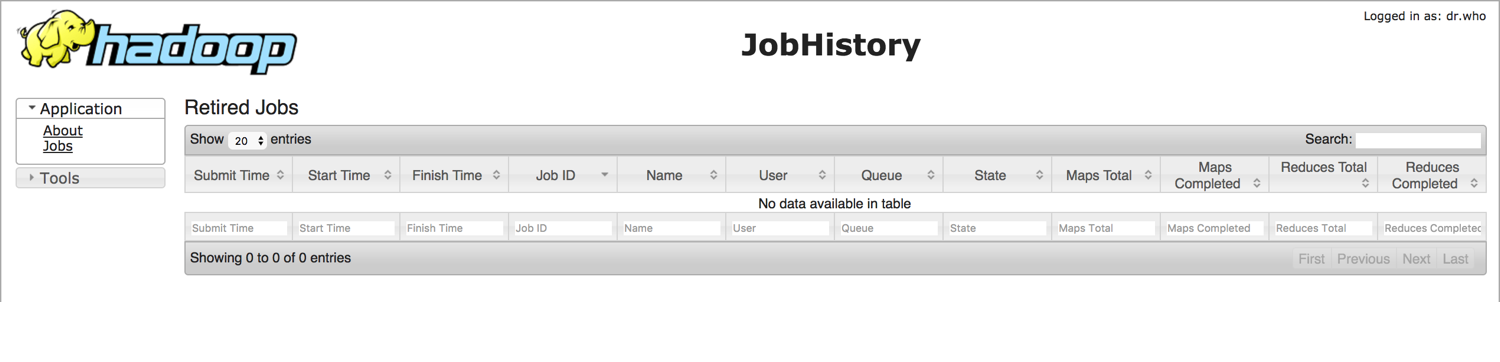 Logged in as: dr.who
hadoop
JobHistory
Application
About
Jobs
Tools
Retired Jobs
Show 20 entries Search:
Submit Time Start Time Finish Time Job ID Name User Queue State Maps Total Maps Completed Reduces Total Reduces Completed
No data available in table
Submit Time Start Time Finish Time Job ID Name User Queue State Maps Total Maps Completed Reduces Total Reduces Completed
Showing 0 to 0 of 0 entries First Previous Next Last